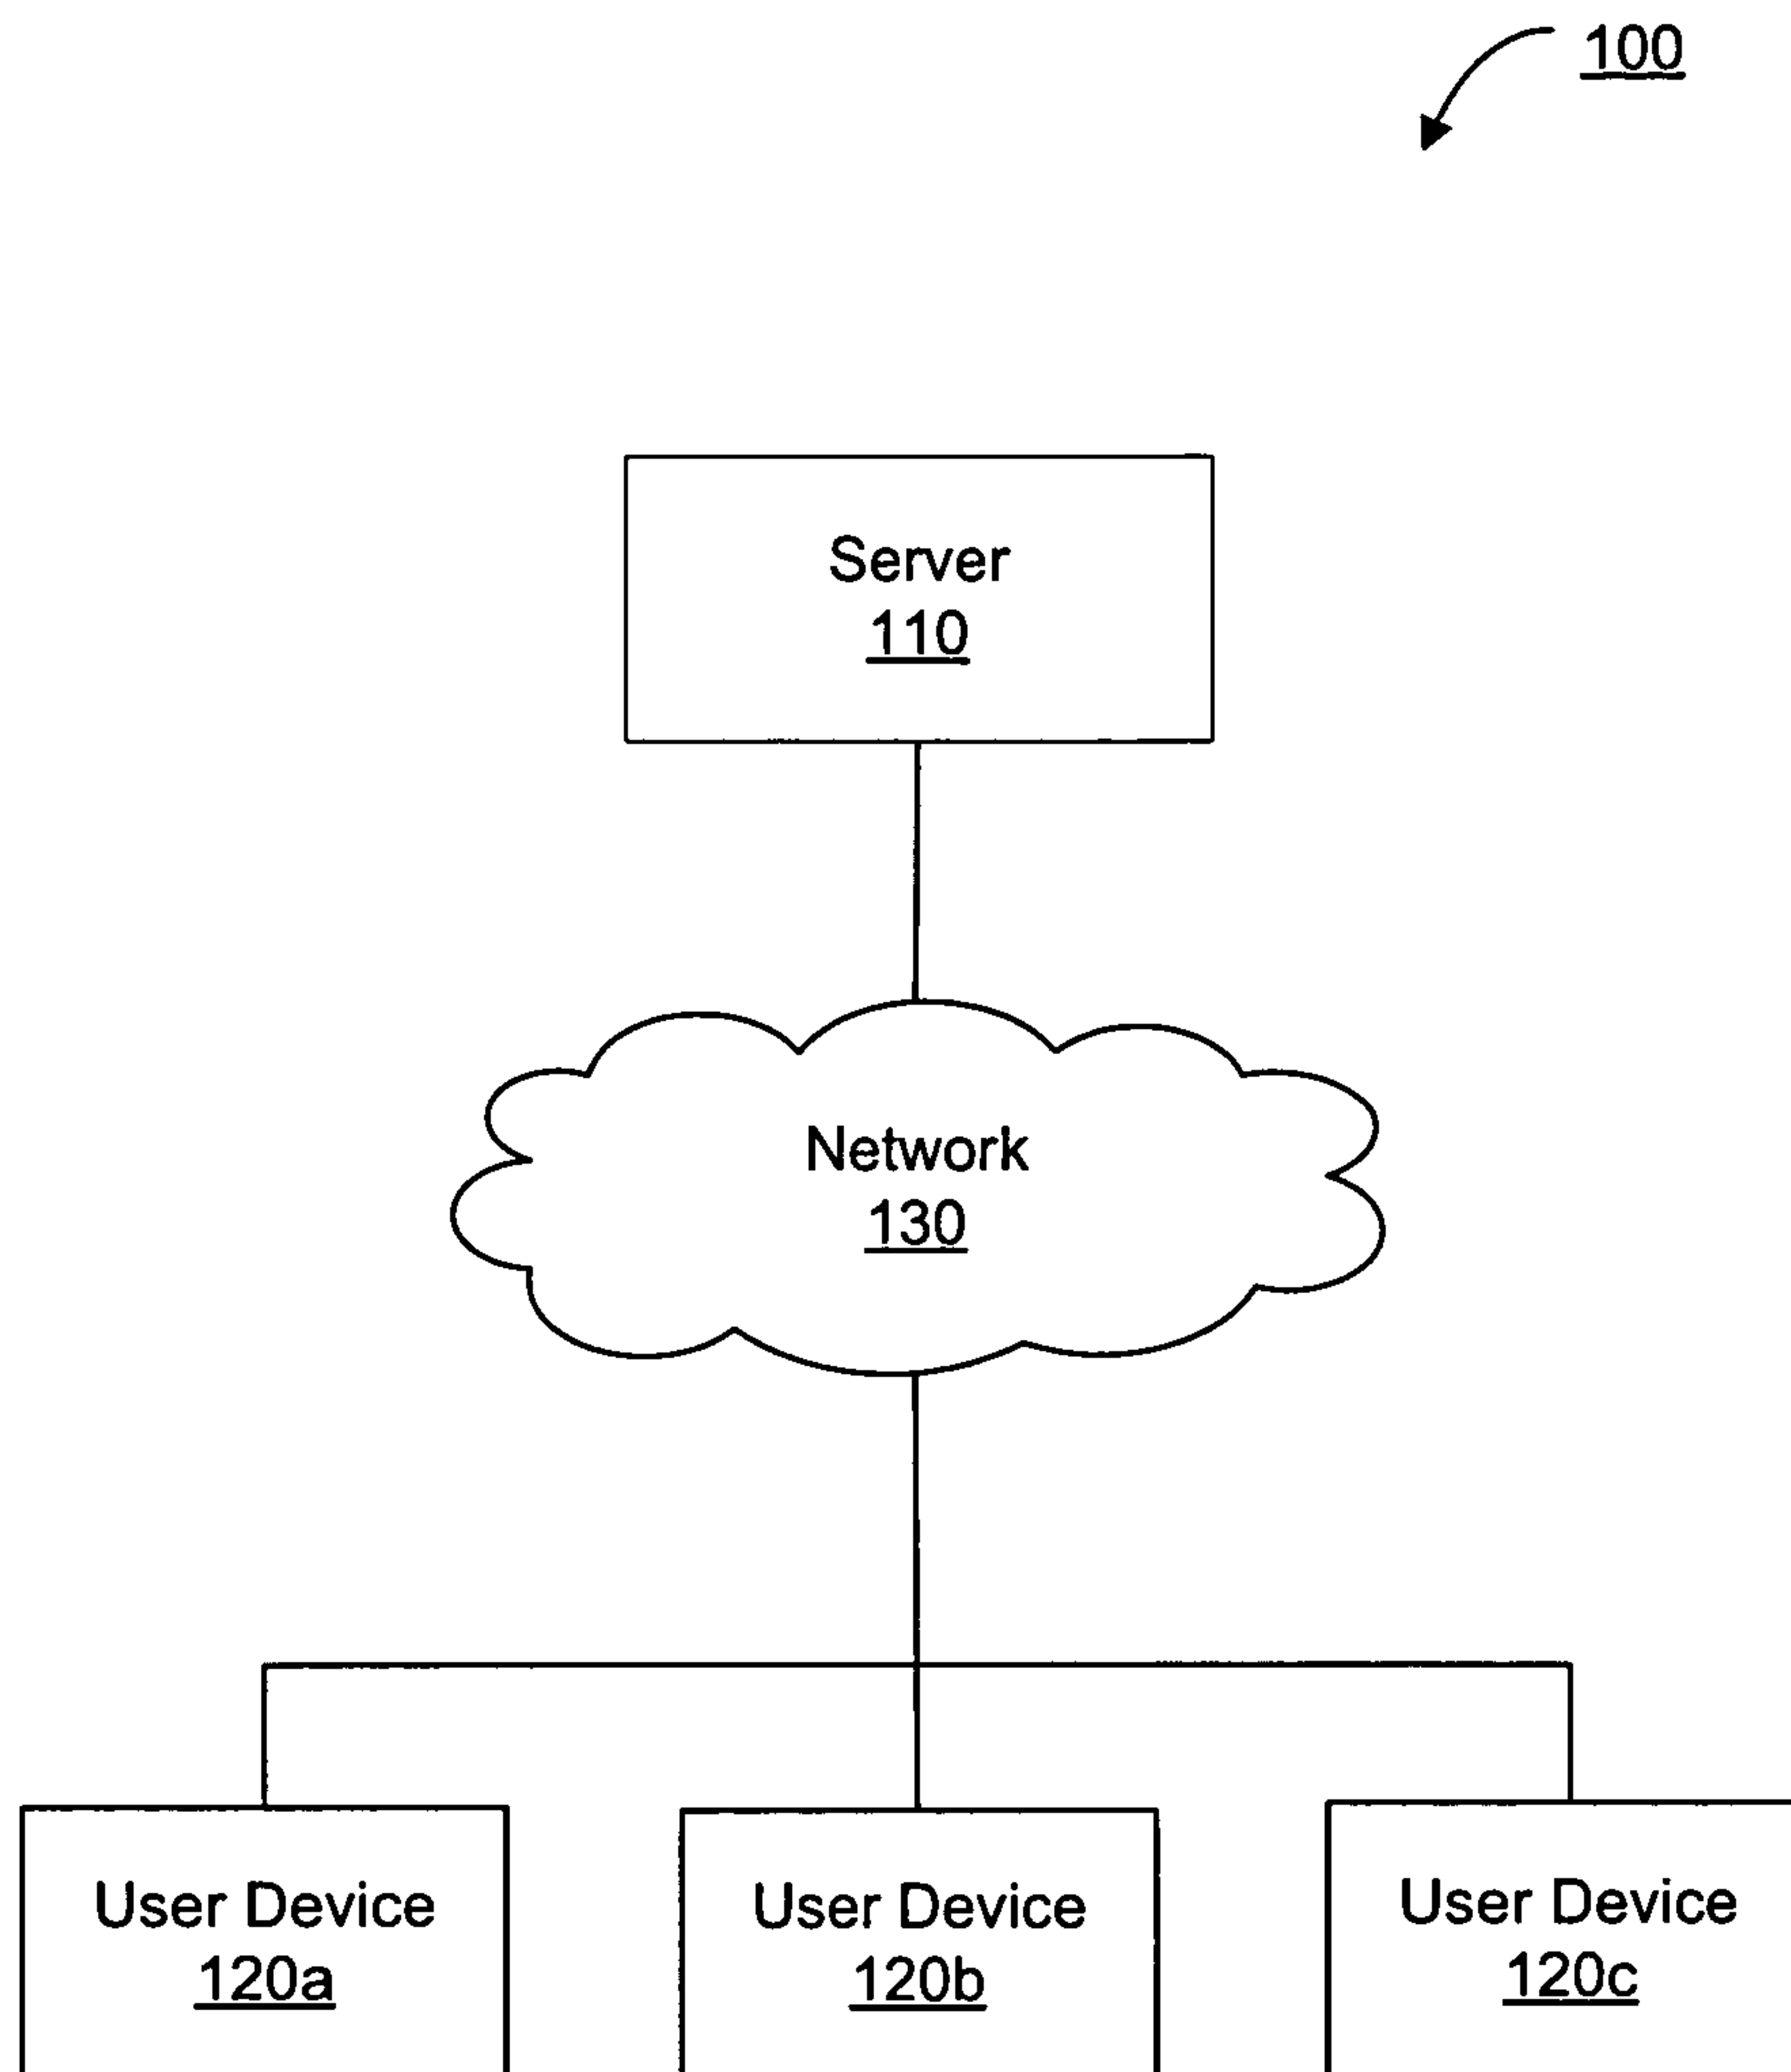 100
Server
110
Network
130
User Device
120a
User Device
120b
User Device
120c